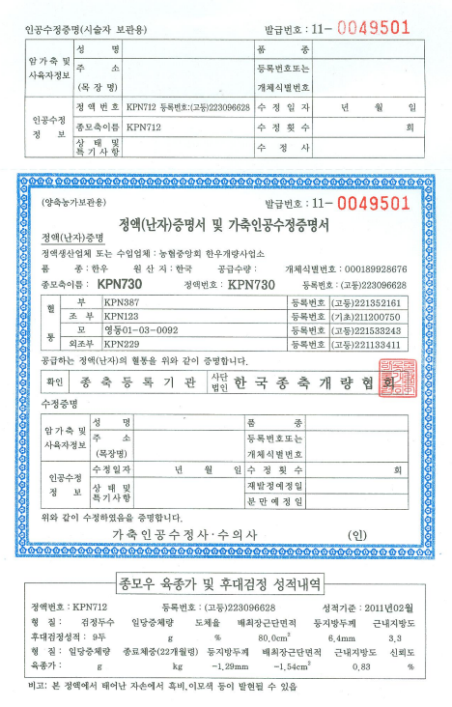 인공수정증명(시술자 보관용) 발급번호 : 11- 0049501
암가축 및 사육자정보 성 명 품 종
주 소 (목 장 명) 등록번호또는 개체식별번호
인공수정 정 보 정 액 번 호 KPN712 등록번호:(고등)223096628 수 정 일 자 년 월 일
종모축이름 KPN712 수 정 횟 수 회
상 태 및 특 기 사 항 수 정 사
(양축농가보관용) 발급번호 : 11- 0049501
정액(난자)증명서 및 가축인공수정증명서
정액(난자)증명
정액생산업체 또는 수입업체 : 농협중앙회 한우개량사업소
품 종 : 한우 원 산 지 : 한국 공급수량 : 개체식별번호 : 000189928676
종모축이름 : KPN730 정액번호 : KPN730 등록번호 : (고등)223096628
혈 통 부 KPN387 등록번호 (고등)221352161
조 부 KPN123 등록번호 (기초)211200750
모 영동01-03-0092 등록번호 (고등)221533243
외조부 KPN229 등록번호 (고등)221133411
공급하는 정액(난자)의 혈통을 위와 같이 증명합니다.
확인 종 축 등 록 기 관 사단법인 한 국 종 축 개 량 협 회
수정증명
암 가 축 및 사육자정보 성 명 품 종
주 소 (목장명) 등록번호또는 개체식별번호
인공수정 정 보 수 정 일 자 년 월 일 수 정 횟 수 회
상 태 및 특 기 사 항 재발정예정일
분 만 예 정 일
위와 같이 수정하였음을 증명합니다.
가 축 인 공 수 정 사 · 수 의 사 (인)
종모우 육종가 및 후대검정 성적내역
정액번호 : KPN712 등록번호 : (고등)223096628 성적기준 : 2011년02월
형 질 : 검정두수 일당증체량 도체율 배최장근단면적 등지방두께 근내지방도
후대검정성적 : 9두 g % 80.0cm² 6.4mm 3.3
형 질 : 일당증체량 종료체중(22개월령) 등지방두께 배최장근단면적 근내지방도 신뢰도
육종가 : g kg -1.29mm -1.54cm² 0.83 %
비고: 본 정액에서 태어난 자손에서 흑비,이모색 등이 발현될 수 있음